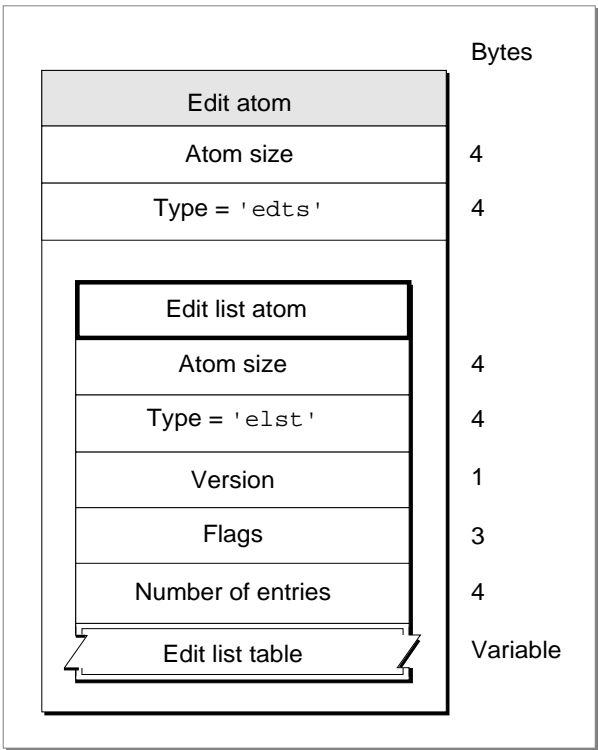 Bytes
Edit atom
Atom size 4
Type = 'edts' 4
Edit list atom
Atom size 4
Type = 'elst' 4
Version 1
Flags 3
Number of entries 4
Edit list table Variable